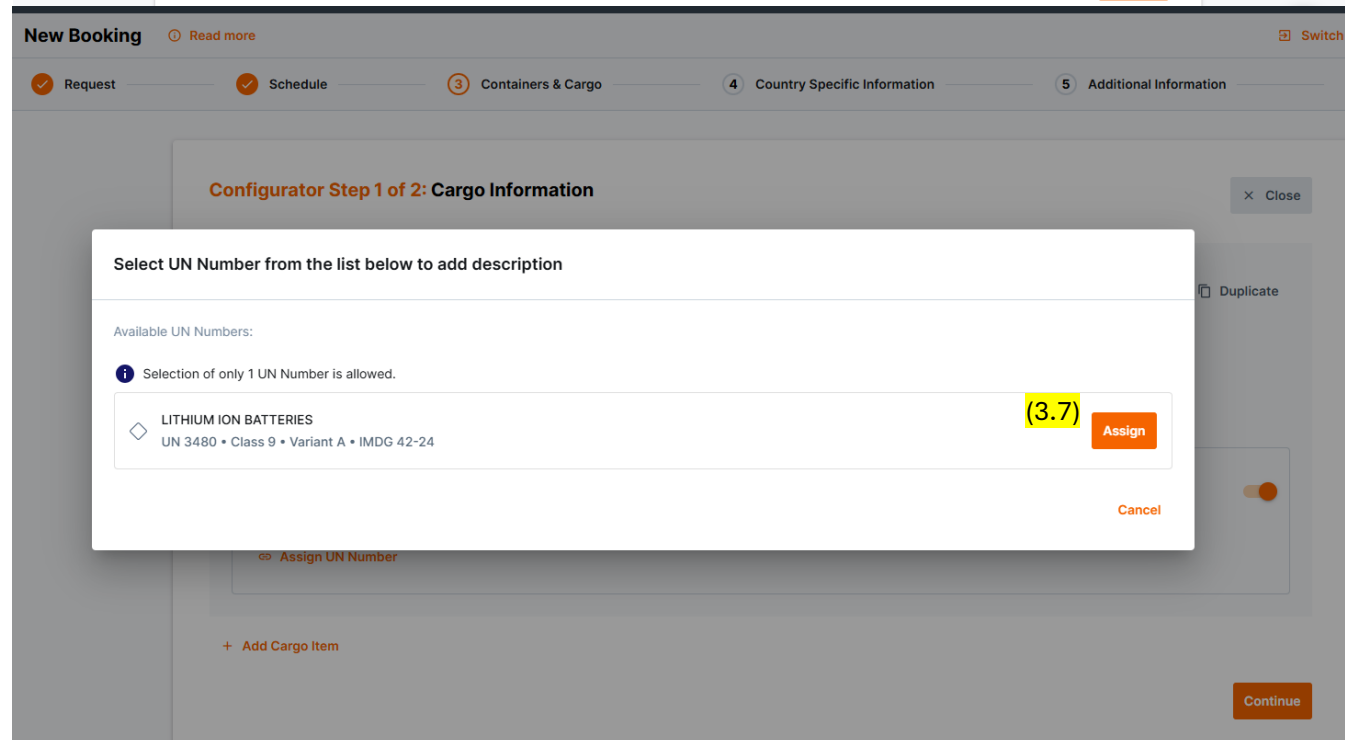 New Booking Read more Switch
Request Schedule 3 Containers & Cargo 4 Country Specific Information 5 Additional Information
Configurator Step 1 of 2: Cargo Information
× Close
Select UN Number from the list below to add description
Duplicate
Available UN Numbers:
Selection of only 1 UN Number is allowed.
LITHIUM ION BATTERIES
UN 3480 • Class 9 • Variant A • IMDG 42-24
(3.7)
Assign
Cancel
Assign UN Number
+ Add Cargo Item
Continue